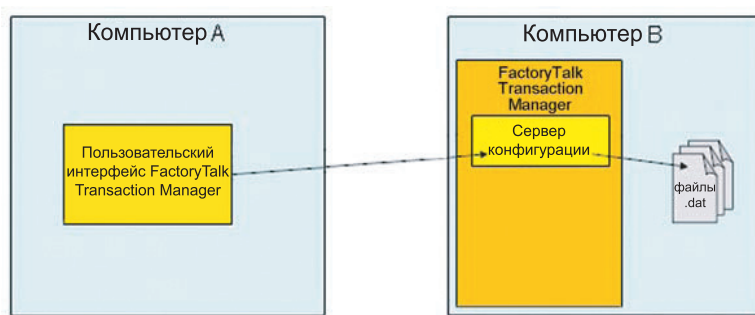 Компьютер A
Пользовательский
интерфейс FactoryTalk
Transaction Manager
Компьютер B
FactoryTalk
Transaction
Manager
Сервер
конфигурации
файлы
.dat